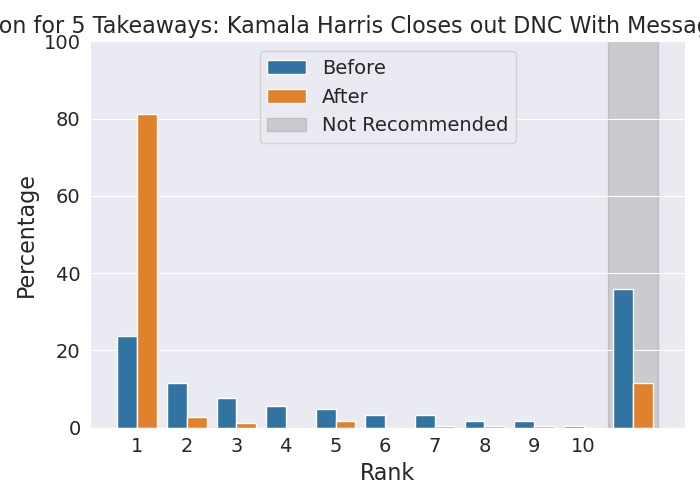 on for 5 Takeaways: Kamala Harris Closes out DNC With
100
80
60
40
20
0
Percentage
Before
After
Not Recommended
1 2 3 4 5 6 7 8 9 10
Rank